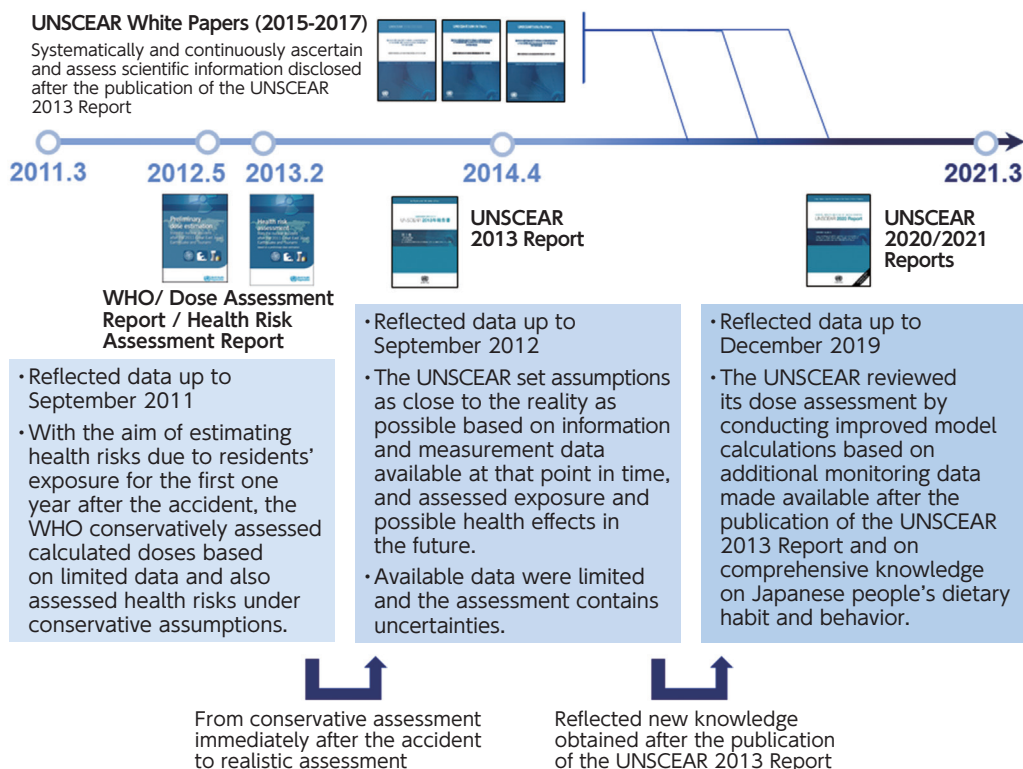 UNSCEAR White Papers (2015-2017)
Systematically and continuously ascertain
and assess scientific information disclosed
after the publication of the UNSCEAR
2013 Report
2011.3
2012.5
2013.2
2014.4
2021.3
Preliminary
dose estimation
Health risk
assessment
WHO/ Dose Assessment
Report / Health Risk
Assessment Report
UNSCEAR
2013 Report
UNSCEAR
2020/2021
Reports
・Reflected data up to
September 2011
・With the aim of estimating
health risks due to residents’
exposure for the first one
year after the accident, the
WHO conservatively assessed
calculated doses based
on limited data and also
assessed health risks under
conservative assumptions.
・Reflected data up to
September 2012
・The UNSCEAR set assumptions
as close to the reality as
possible based on information
and measurement data
available at that point in time,
and assessed exposure and
possible health effects in
the future.
・Available data were limited
and the assessment contains
uncertainties.
・Reflected data up to
December 2019
・The UNSCEAR reviewed
its dose assessment by
conducting improved model
calculations based on
additional monitoring data
made available after the
publication of the UNSCEAR
2013 Report and on
comprehensive knowledge
on Japanese people’s dietary
habit and behavior.
From conservative assessment
immediately after the accident
to realistic assessment
Reflected new knowledge
obtained after the publication
of the UNSCEAR 2013 Report